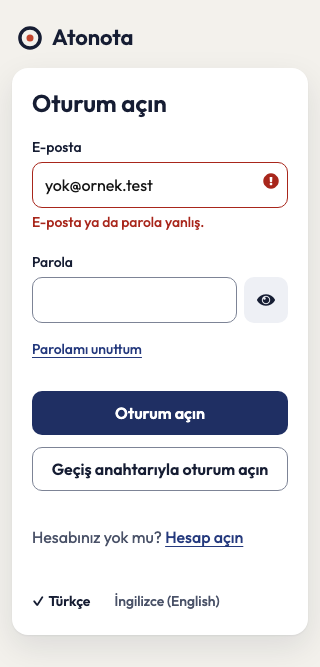 Atonota
Oturum açın
E-posta
yok@ornek.test
E-posta ya da parola yanlış.
Parola
Parolamı unuttum
Oturum açın
Geçiş anahtarıyla oturum açın
Hesabınız yok mu? Hesap açın
Türkçe İngilizce (English)